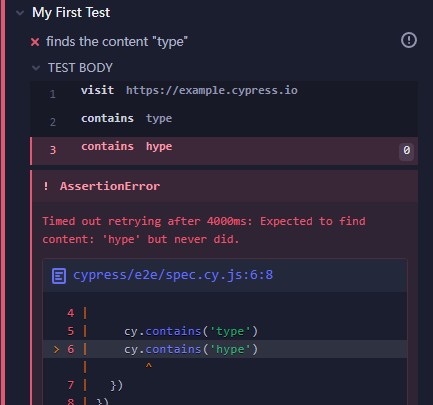 My First Test
finds the content "type"
TEST BODY
1 visit https://example.cypress.io
2 contains type
3 contains hype 0
! AssertionError
Timed out retrying after 4000ms: Expected to find
content: 'hype' but never did.
cypress/e2e/spec.cy.js:6:8
4 |
5 | cy.contains('type')
> 6 | cy.contains('hype')
| ^
7 | })
8 | })